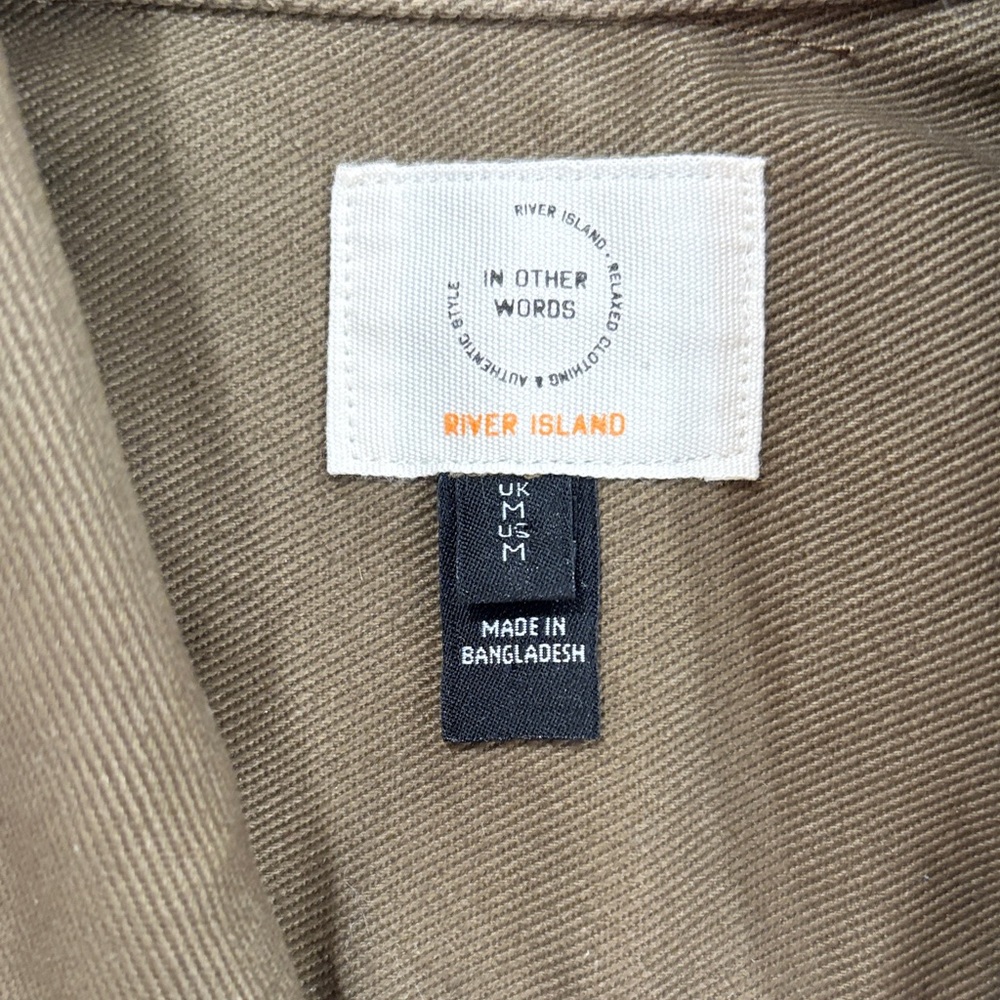 RIVER ISLAND • RELAXED CLOTHING & AUTHENTIC STYLE
IN OTHER
WORDS
RIVER ISLAND
UK
M
US
M
MADE IN
BANGLADESH